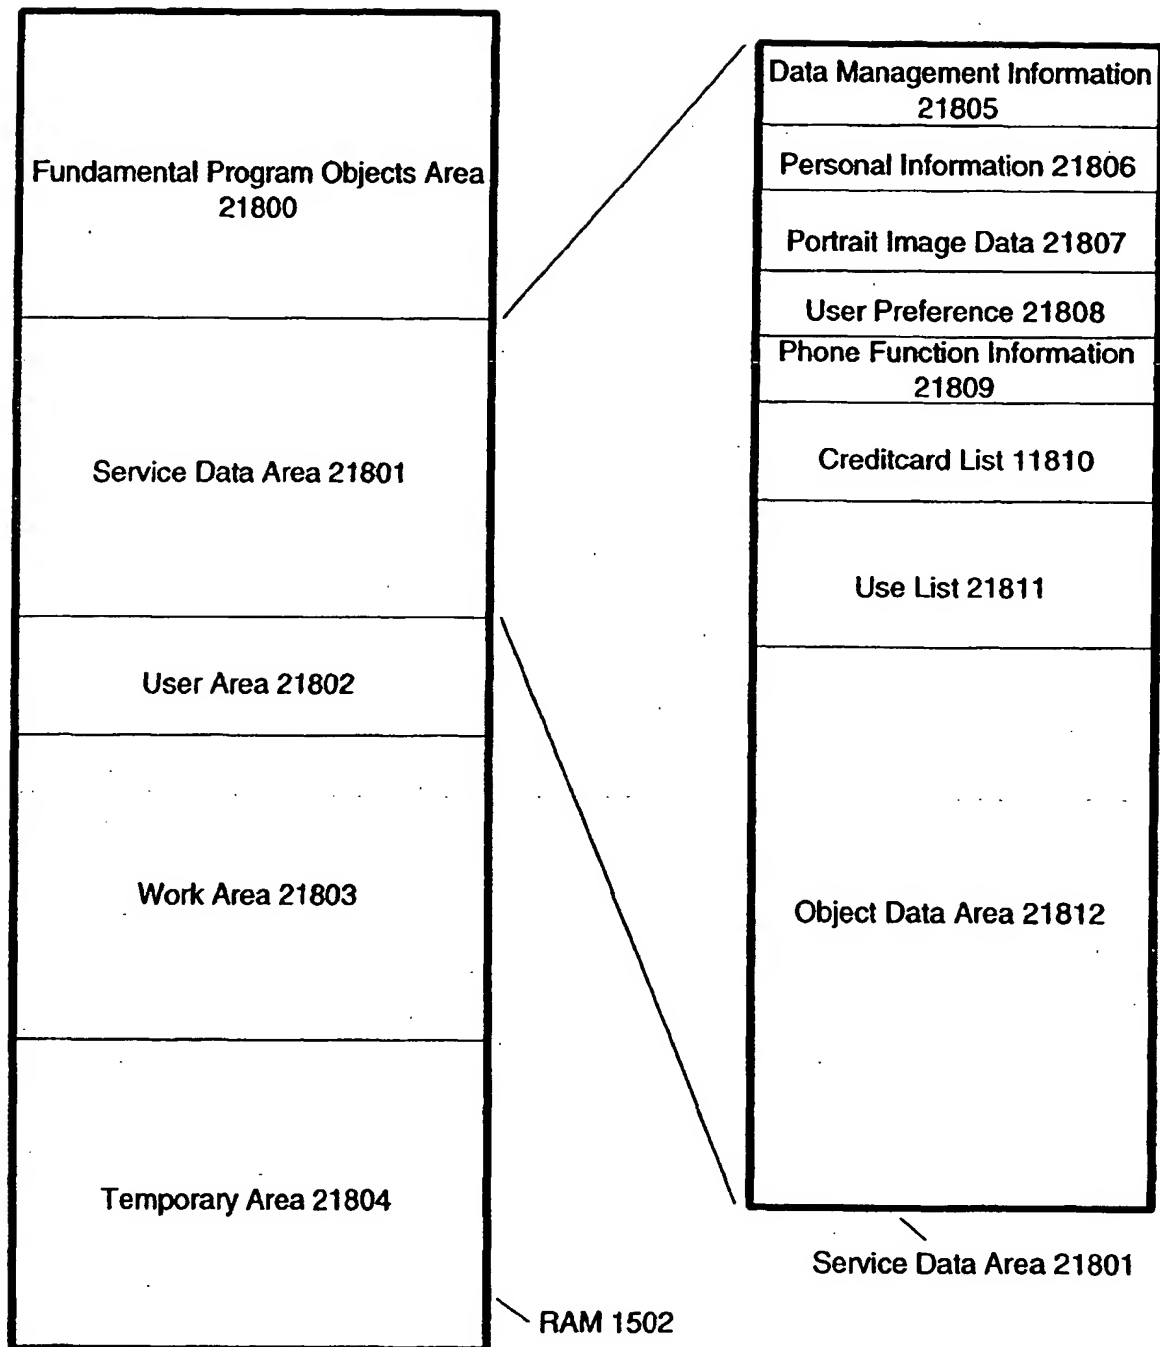 Fundamental Program Objects Area
21800
Service Data Area 21801
User Area 21802
Work Area 21803
Temporary Area 21804
RAM 1502
Data Management Information
21805
Personal Information 21806
Portrait Image Data 21807
User Preference 21808
Phone Function Information
21809
Creditcard List 11810
Use List 21811
Object Data Area 21812
Service Data Area 21801